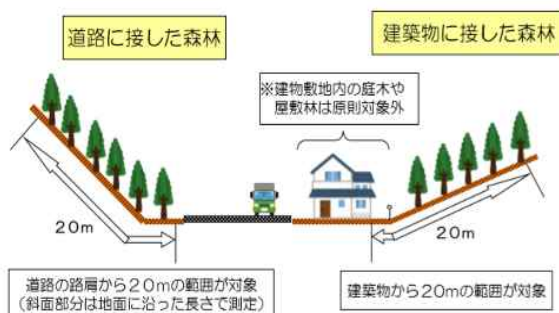 道路に接した森林
建築物に接した森林
※建物敷地内の庭木や
屋敷林は原則対象外
20m
20m
道路の路肩から20mの範囲が対象
(斜面部分は地面に沿った長さで測定)
建築物から20mの範囲が対象